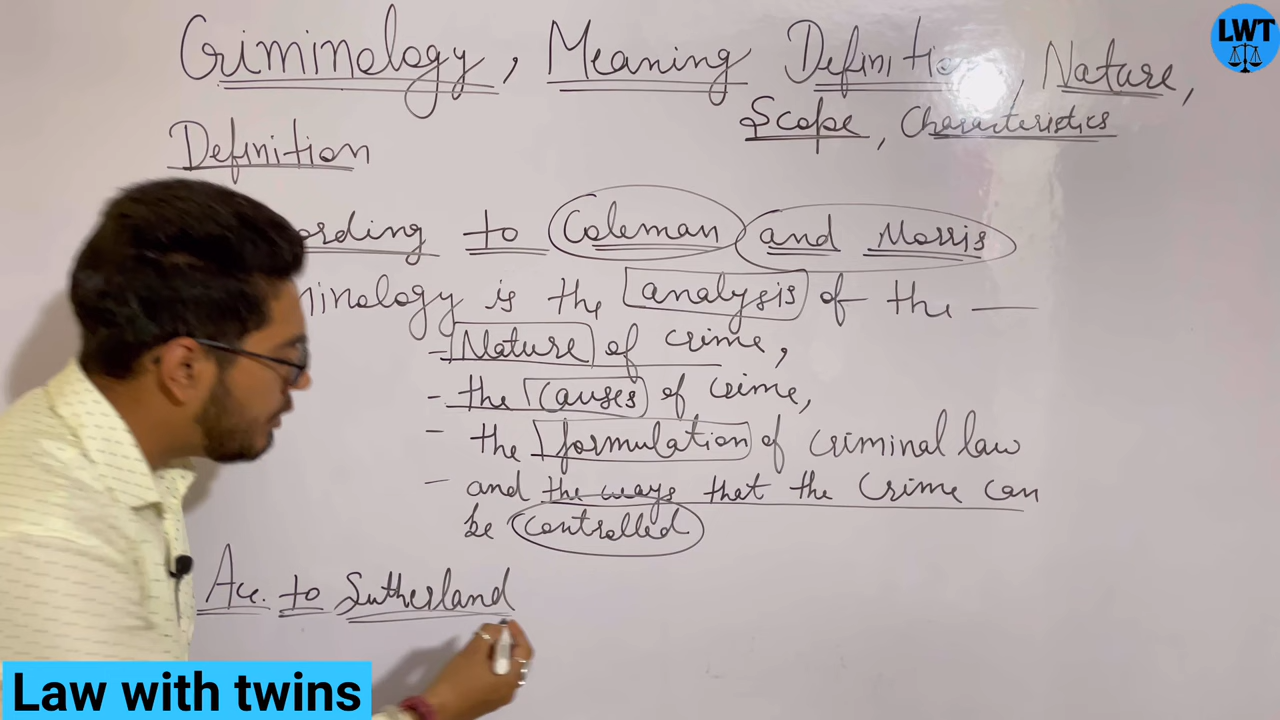 LWT
Criminology, Meaning Definiti , Nature,
Scope, Characteristics
Definition
ording to Coleman and Morris
minology is the analysis of the —
- Nature of crime,
- the causes of crime,
- the formulation of criminal law
- and the ways that the crime can
be controlled
Acc. to Sutherland
Law with twins